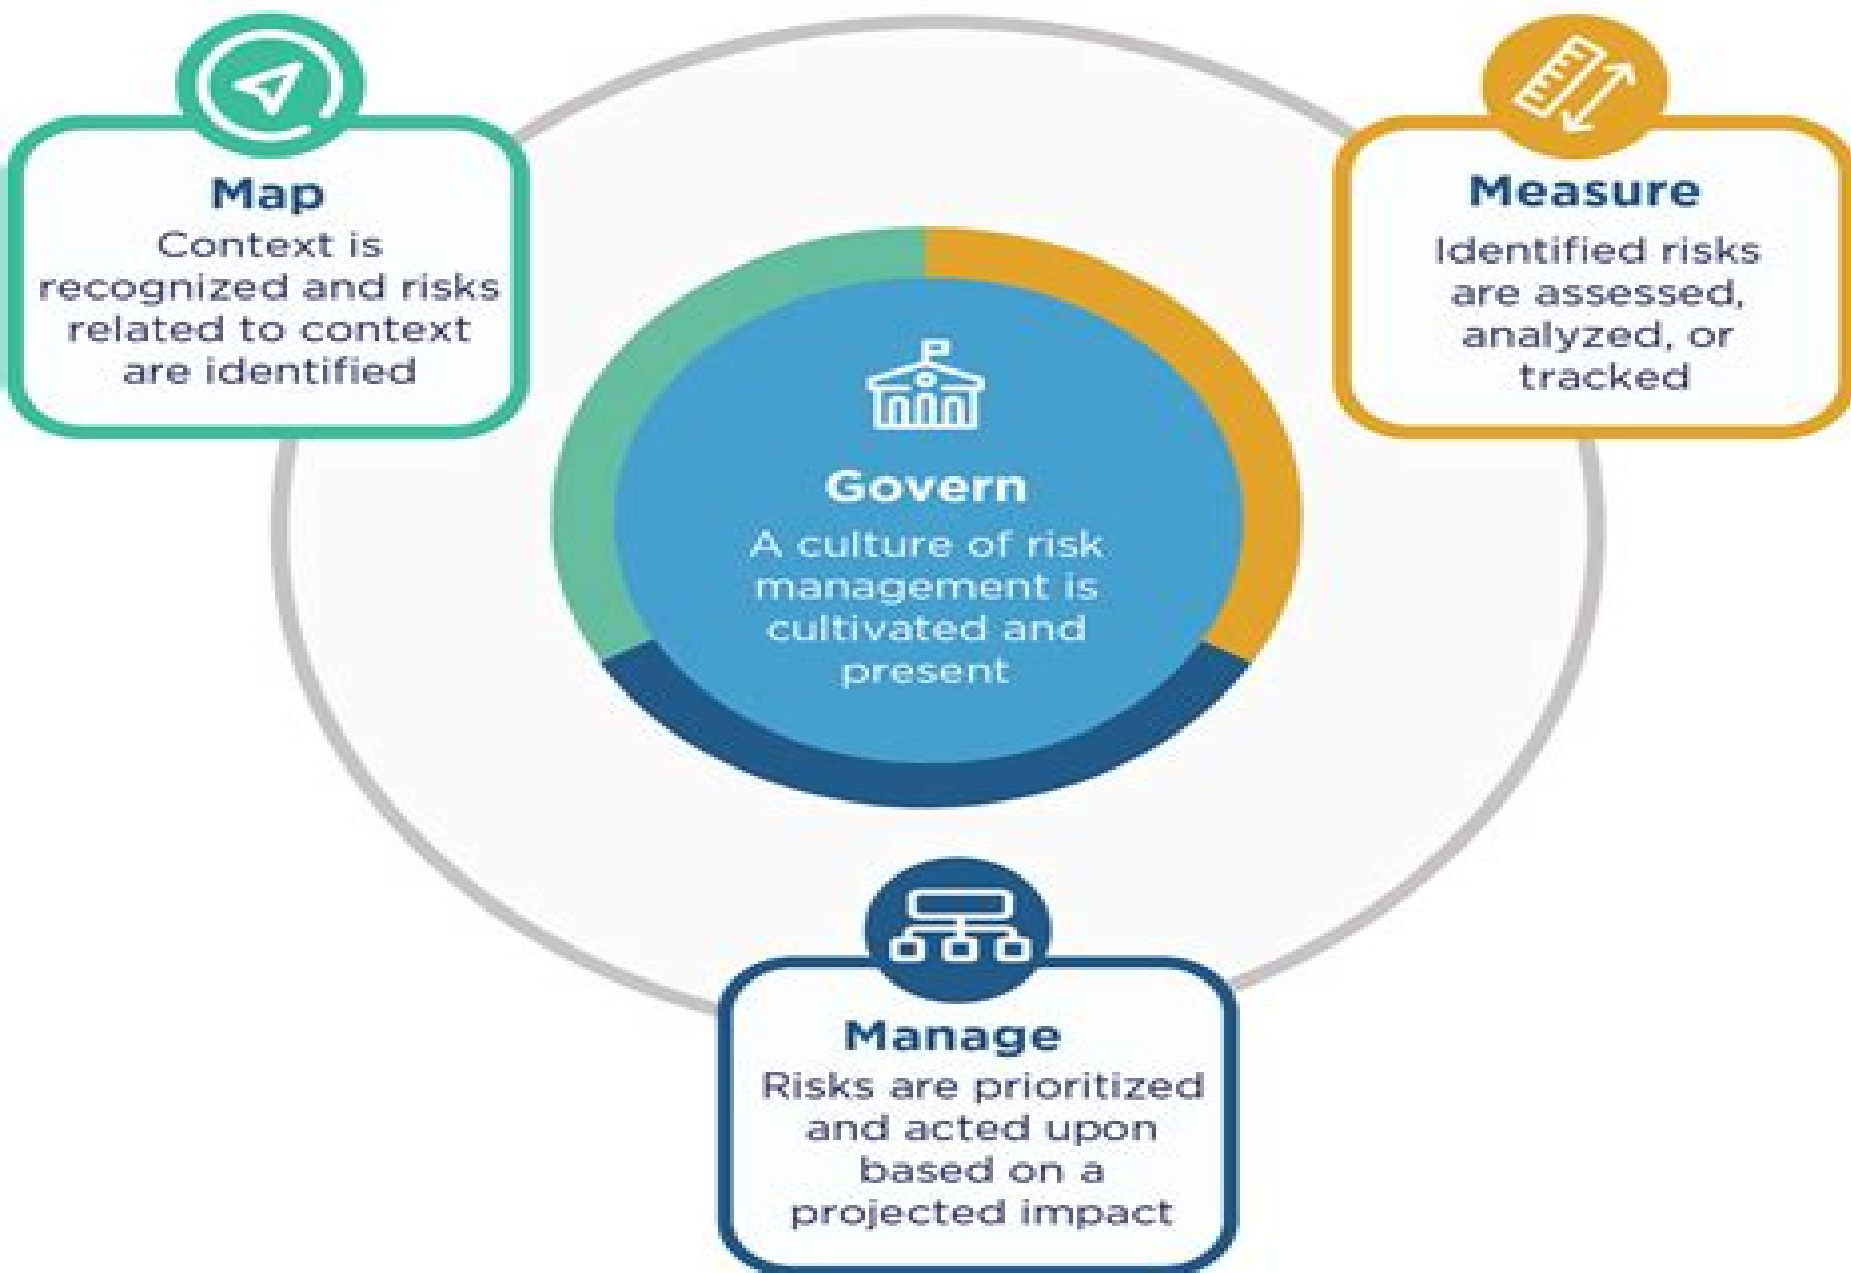 Map
Context is
recognized and risks
related to context
are identified
Measure
Identified risks
are assessed,
analyzed, or
tracked
Govern
A culture of risk
management is
cultivated and
present
Manage
Risks are prioritized
and acted upon
based on a
projected impact